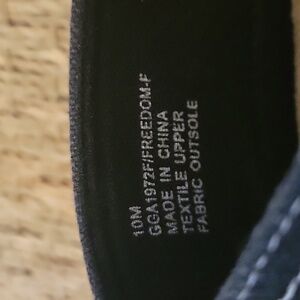 10M
GGA1972F/FREEDOM-F
MADE IN CHINA
TEXTILE UPPER
FABRIC OUTSOLE